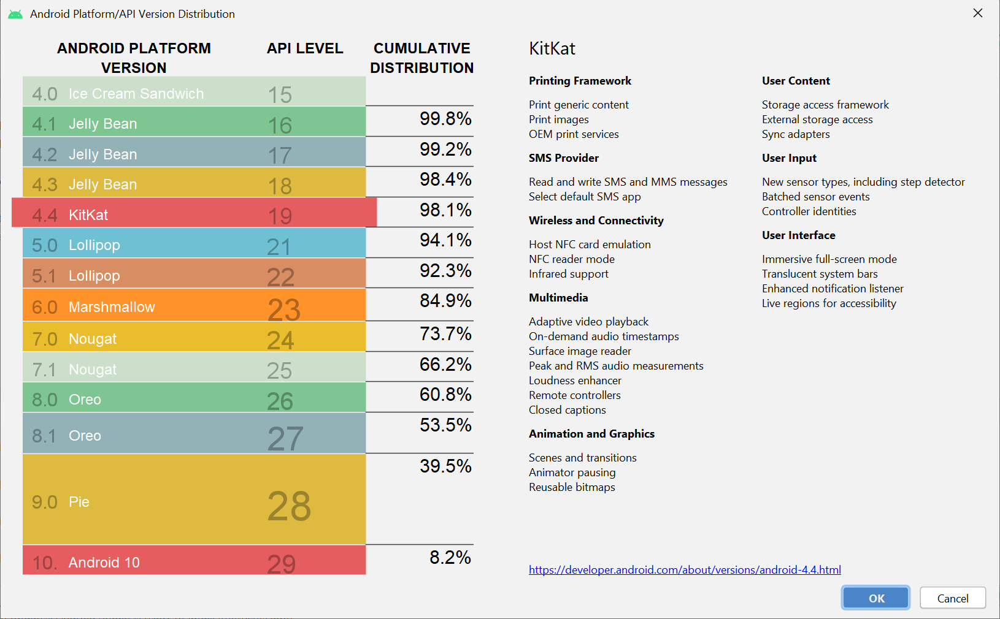 Android Platform/API Version Distribution
ANDROID PLATFORM VERSION
API LEVEL
CUMULATIVE DISTRIBUTION
4.0 Ice Cream Sandwich 15
4.1 Jelly Bean 16 99.8%
4.2 Jelly Bean 17 99.2%
4.3 Jelly Bean 18 98.4%
4.4 KitKat 19 98.1%
5.0 Lollipop 21 94.1%
5.1 Lollipop 22 92.3%
6.0 Marshmallow 23 84.9%
7.0 Nougat 24 73.7%
7.1 Nougat 25 66.2%
8.0 Oreo 26 60.8%
8.1 Oreo 27 53.5%
9.0 Pie 28 39.5%
10. Android 10 29 8.2%
KitKat
Printing Framework
Print generic content
Print images
OEM print services
SMS Provider
Read and write SMS and MMS messages
Select default SMS app
Wireless and Connectivity
Host NFC card emulation
NFC reader mode
Infrared support
Multimedia
Adaptive video playback
On-demand audio timestamps
Surface image reader
Peak and RMS audio measurements
Loudness enhancer
Remote controllers
Closed captions
Animation and Graphics
Scenes and transitions
Animator pausing
Reusable bitmaps
User Content
Storage access framework
External storage access
Sync adapters
User Input
New sensor types, including step detector
Batched sensor events
Controller identities
User Interface
Immersive full-screen mode
Translucent system bars
Enhanced notification listener
Live regions for accessibility
https://developer.android.com/about/versions/android-4.4.html
OK
Cancel